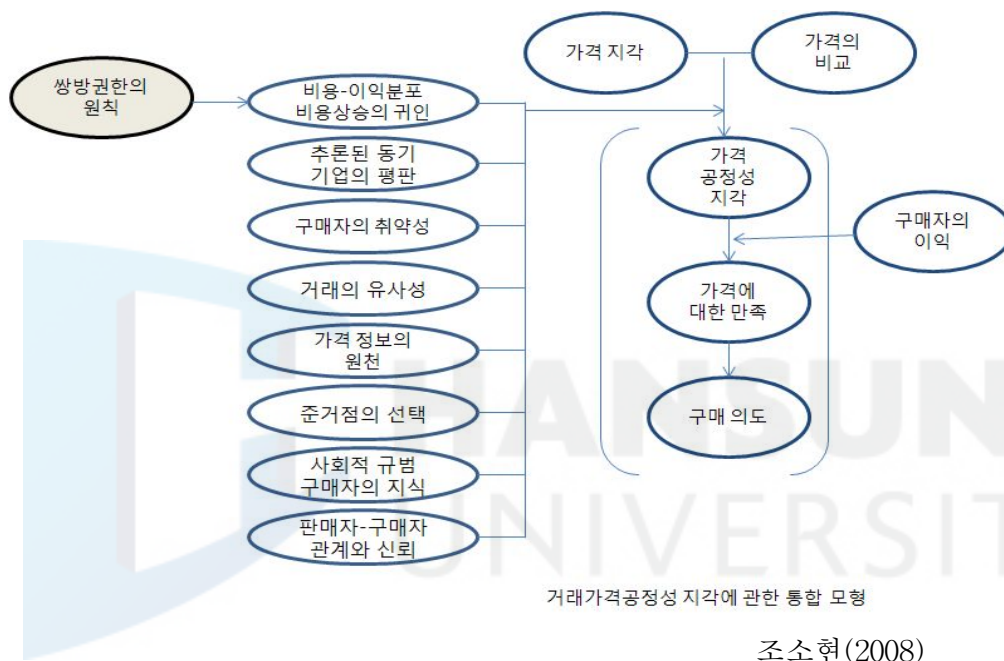 가격 지각
가격의
비교
쌍방권한의
원칙
비용-이익분포
비용상승의 귀인
추론된 동기
기업의 평판
구매자의 취약성
거래의 유사성
가격 정보의
원천
준거점의 선택
사회적 규범
구매자의 지식
판매자-구매자
관계와 신뢰
가격
공정성
지각
구매자의
이익
가격에
대한 만족
구매 의도
HANSUN
UNIVERSIT
거래가격공정성 지각에 관한 통합 모형
조소현(2008)